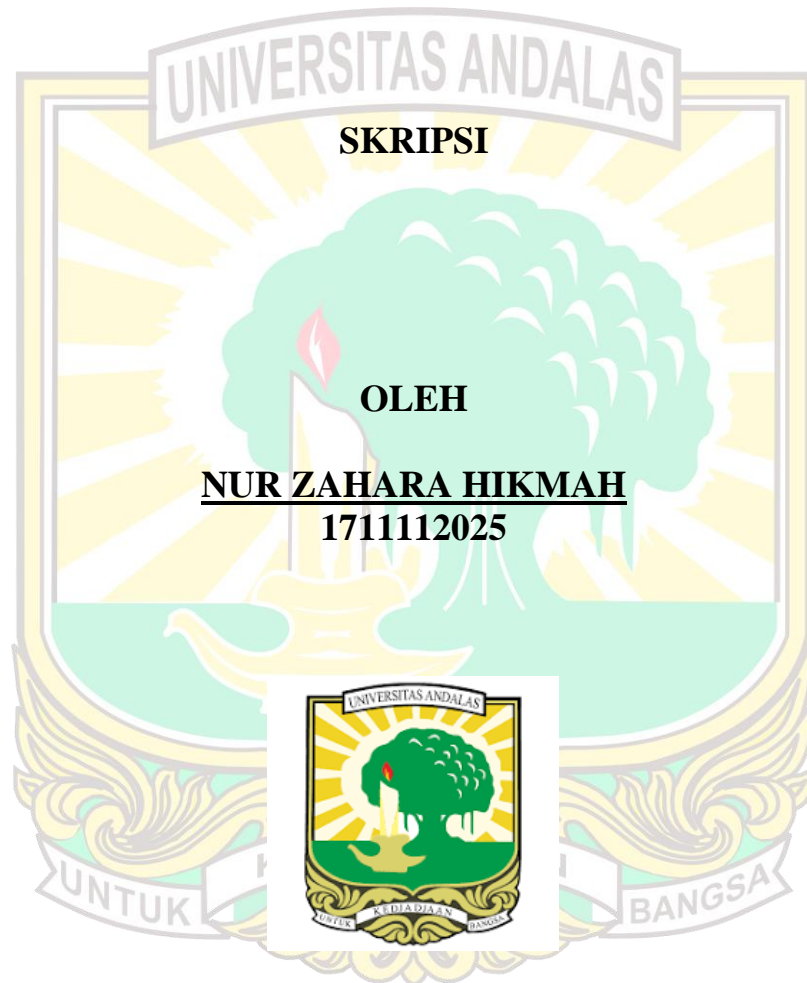 UNIVERSITAS ANDALAS
SKRIPSI
OLEH
NUR ZAHARA HIKMAH
1711112025
UNIVERSITAS ANDALAS
UNTUK KEDJADJAAN BANGSA
UNTUK BANGSA